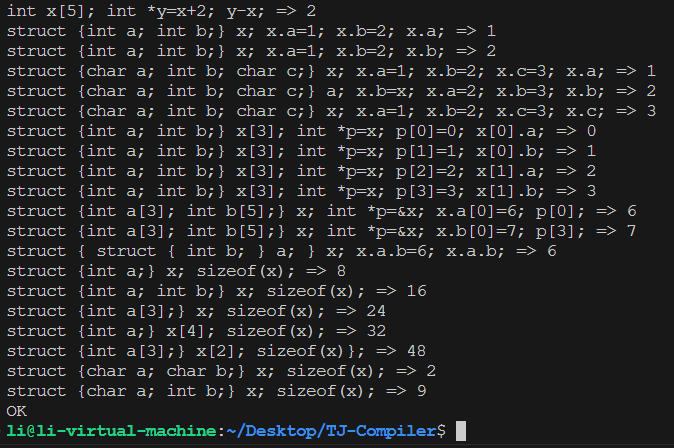 int x[5]; int *y=x+2; y-x; => 2
struct {int a; int b;} x; x.a=1; x.b=2; x.a; => 1
struct {int a; int b;} x; x.a=1; x.b=2; x.b; => 2
struct {char a; int b; char c;} x; x.a=1; x.b=2; x.c=3; x.a; => 1
struct {char a; int b; char c;} a; x.b=x; x.a=2; x.b=3; x.b; => 2
struct {char a; int b; char c;} x; x.a=1; x.b=2; x.c=3; x.c; => 3
struct {int a; int b;} x[3]; int *p=x; p[0]=0; x[0].a; => 0
struct {int a; int b;} x[3]; int *p=x; p[1]=1; x[0].b; => 1
struct {int a; int b;} x[3]; int *p=x; p[2]=2; x[1].a; => 2
struct {int a; int b;} x[3]; int *p=x; p[3]=3; x[1].b; => 3
struct {int a[3]; int b[5];} x; int *p=&x; x.a[0]=6; p[0]; => 6
struct {int a[3]; int b[5];} x; int *p=&x; x.b[0]=7; p[3]; => 7
struct { struct { int b; } a; } x; x.a.b=6; x.a.b; => 6
struct {int a;} x; sizeof(x); => 8
struct {int a; int b;} x; sizeof(x); => 16
struct {int a[3];} x; sizeof(x); => 24
struct {int a;} x[4]; sizeof(x); => 32
struct {int a[3];} x[2]; sizeof(x)}; => 48
struct {char a; char b;} x; sizeof(x); => 2
struct {char a; int b;} x; sizeof(x); => 9
OK
li@li-virtual-machine:~/Desktop/TJ-Compiler$